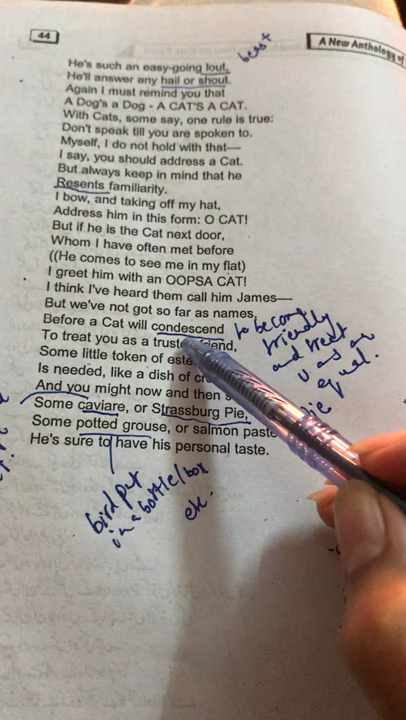 44
A New Anthology of
He's such an easy-going lout,
He'll answer any hail or shout.
Again I must remind you that
A Dog's a Dog - A CAT'S A CAT.
With Cats, some say, one rule is true:
Don't speak till you are spoken to.
Myself, I do not hold with that—
I say, you should address a Cat.
But always keep in mind that he
Resents familiarity.
I bow, and taking off my hat,
Address him in this form: O CAT!
But if he is the Cat next door,
Whom I have often met before
((He comes to see me in my flat)
I greet him with an OOPSA CAT!
I think I've heard them call him James—
But we've not got so far as names,
Before a Cat will condescend
to become
friendly
and treat
u as an
equel.
To treat you as a
Some little token of
Is needed, like a dish of
And you might now and then
Some caviare, or Strassburg Pie,
Some potted grouse, or salmon paste
He's sure to have his personal taste.
bird put
in a bottle/box
etc.